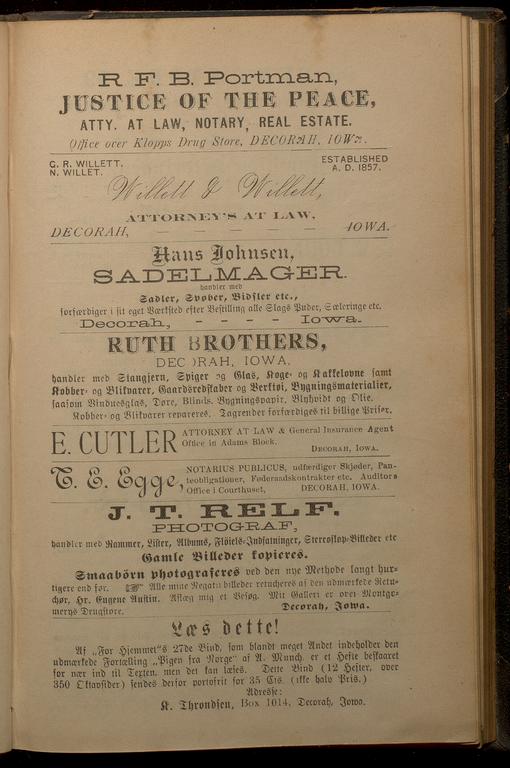 R. F. B. Portman,
JUSTICE OF THE PEACE,
ATTY. AT LAW, NOTARY, REAL ESTATE.
Office over Klopps Drug Store, DECORAH, IOWA.
G. R. WILLETT.
N. WILLET.
ESTABLISHED
A. D. 1857.
Willett & Willett,
ATTORNEY'S AT LAW.
DECORAH, — — — — — IOWA.
Hans Johnsen,
SADELMAGER.
handler med
Sadler, Svøber, Bidsler etc.,
forfærdiger i sit eget Værksted efter Bestilling alle Slags Puder, Sæleringe etc.
Decorah, - - - - Iowa.
RUTH BROTHERS,
DEC RAH, IOWA,
handler med Stangjern, Spiger og Glas, Koge- og Kakkelovne samt
Kobber- og Blikvarer, Gaardsredskaber og Verktøi, Bygningsmaterialier,
saasom Vinduesglas, Døre, Blinds, Bygningspapir, Blyhvidt og Olie.
Kobber- og Blikvarer repareres. Tagrender forfærdiges til billige Priser.
E. CUTLER
ATTORNEY AT LAW & General Insurance Agent
Office in Adams Block.
DECORAH, IOWA.
T. E. Egge,
NOTARIUS PUBLICUS, udfærdiger Skjøder, Pan-
teobligationer, Føderaadskontrakter etc. Auditors
Office i Courthuset, DECORAH, IOWA.
J. T. RELF.
PHOTOGRAF,
handler med Rammer, Lister, Albums, Fløiels-Indfatninger, Stereoskop-Billeder etc
Gamle Billeder kopieres.
Smaabörn photograferes ved den nye Methode langt hur-
tigere end før. ☞ Alle mine Negativbilleder retucheres af den udmærkede Retu-
chør, Hr. Eugene Austin. Aflæg mig et Besøg. Mit Galleri er over Montgo-
merys Drugstore. Decorah, Iowa.
Læs dette!
Af „For Hjemmet"s 27de Bind, som blandt meget Andet indeholder den
udmærkede Fortælling „Pigen fra Norge" af A. Munch, er et Hefte beskaaret
for nær ind til Texten, men det kan læses. Dette Bind (12 Hefter, over
350 Oktavsider) sendes derfor portofrit for 35 Cts. (ikke halv Pris.)
Adresse:
K. Throndsen, Box 1014, Decorah, Iowa.